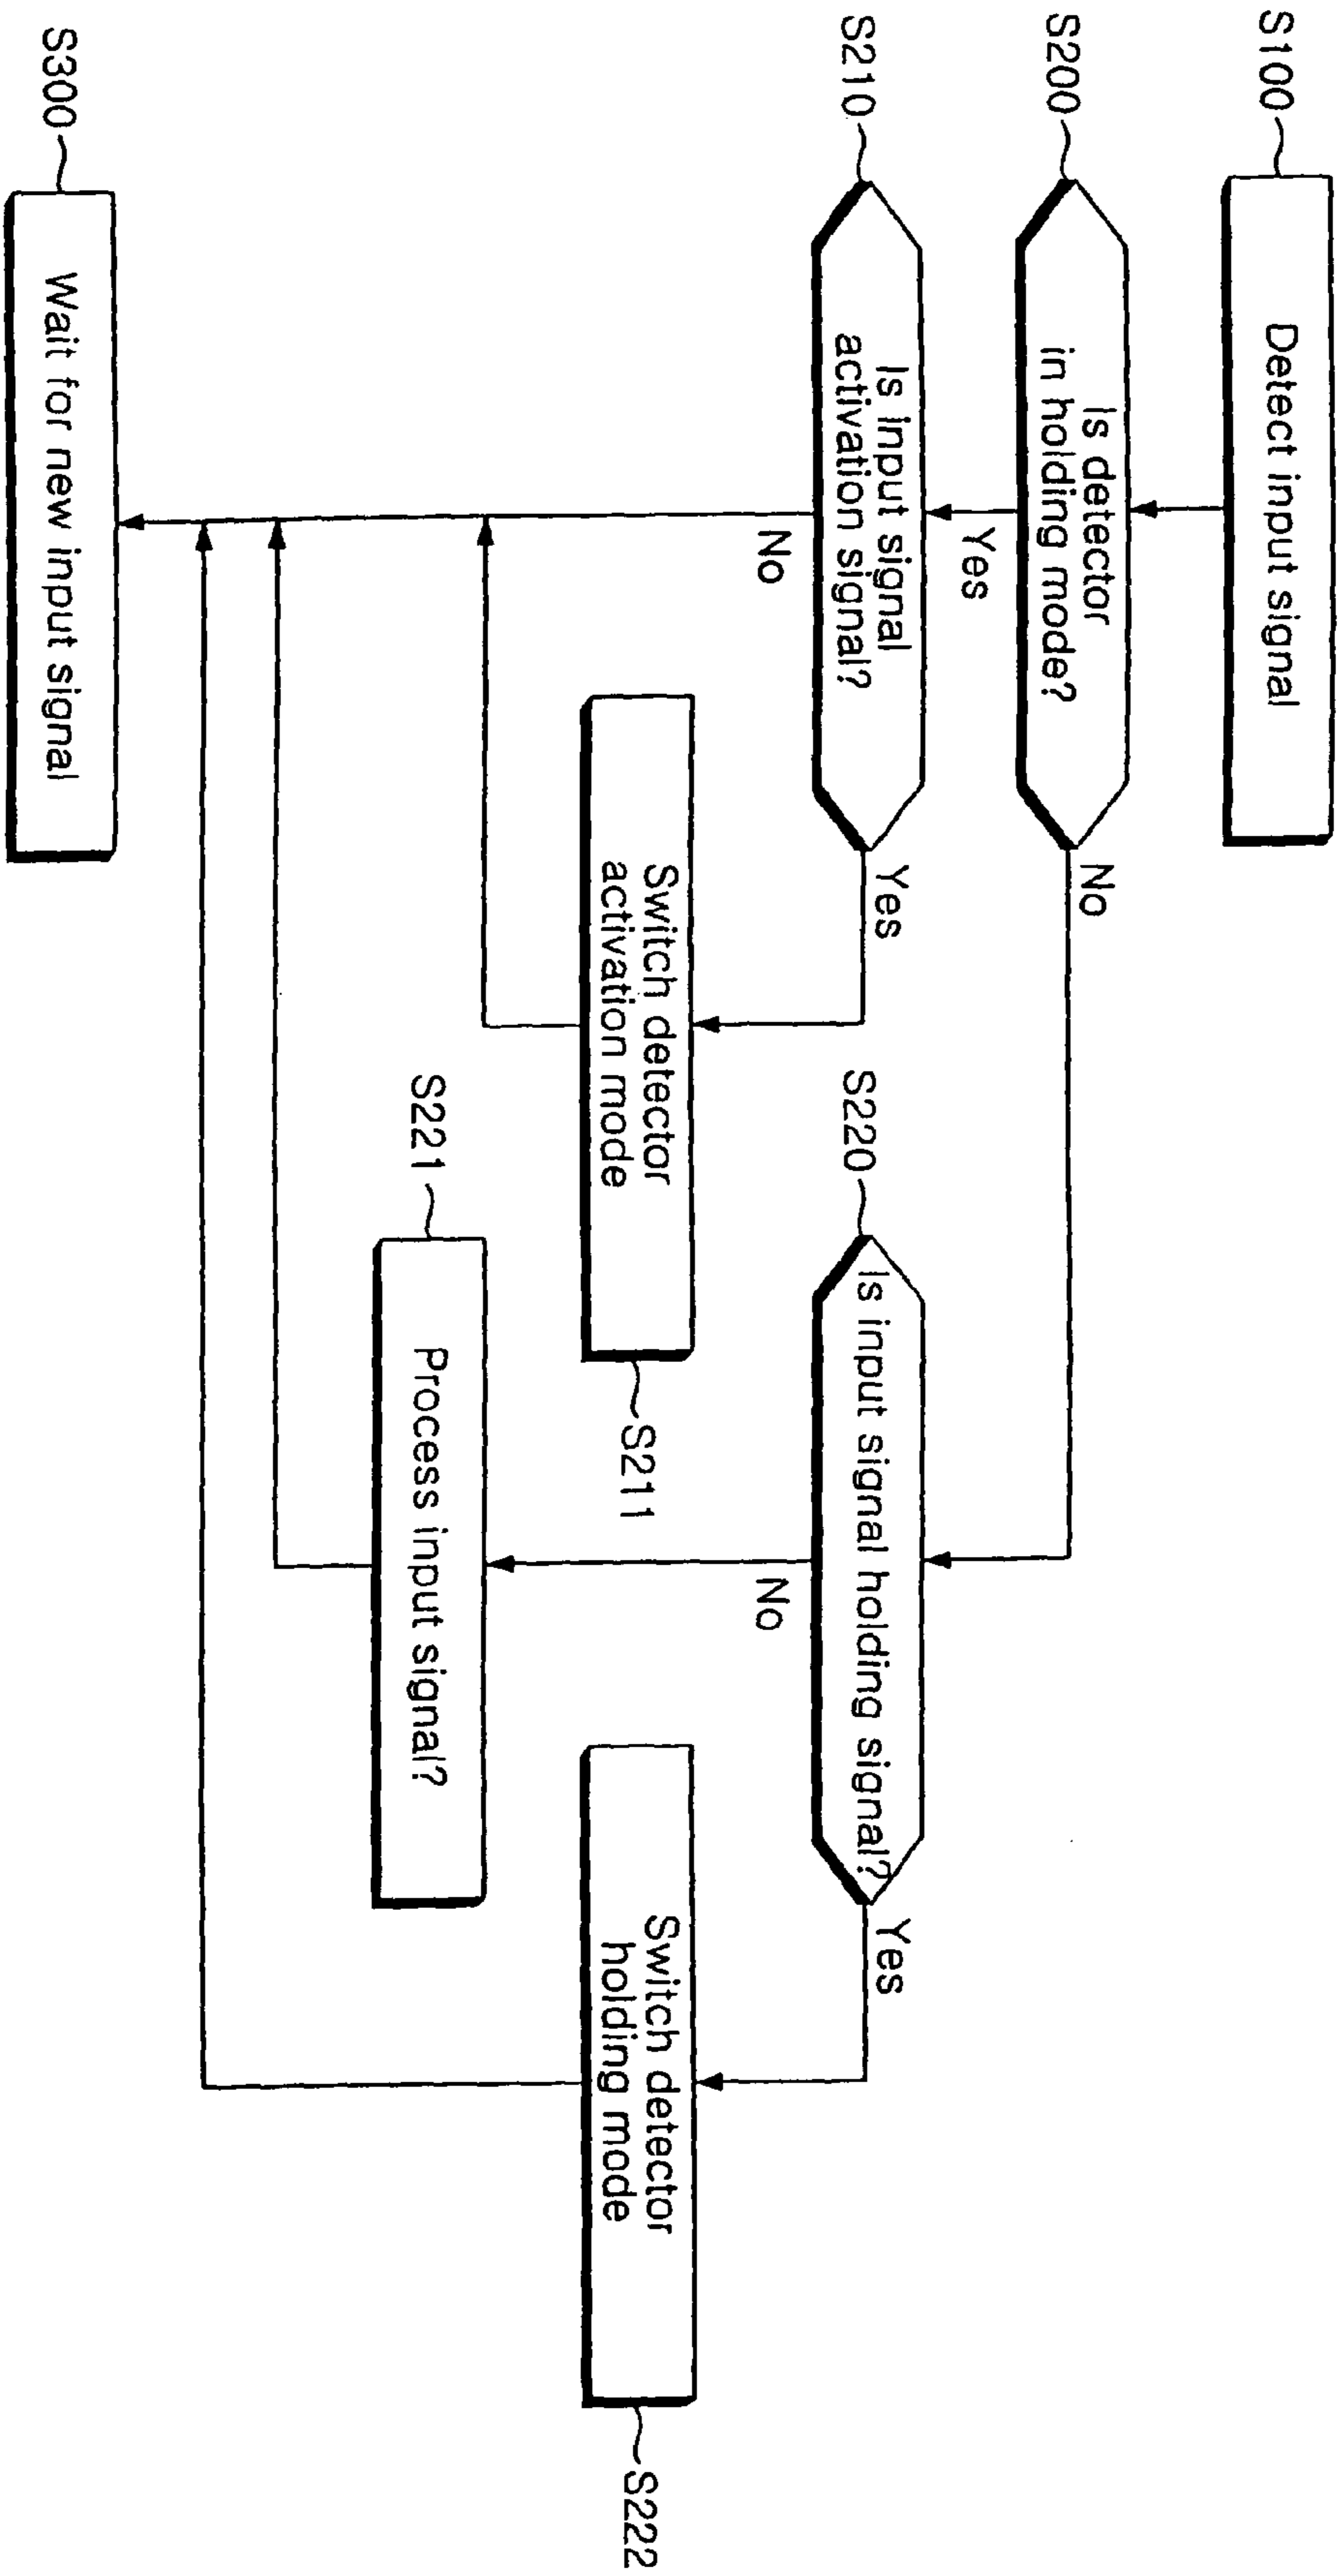 S100
Detect input signal
S200
Is detector
in holding mode?
No
Yes
S210
Is input signal
activation signal?
Yes
No
S220
Is input signal holding signal?
Yes
No
Switch detector
activation mode
S211
Switch detector
holding mode
S222
S221
Process input signal?
S300
Wait for new input signal